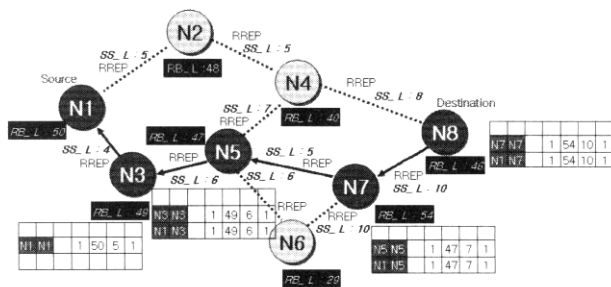 N2
SS_L : 5
RREP
RREP
SS_L : 5
RB_L :48
Source
N1
RB_L : 50
N4
RREP
SS_L : 8
SS_L : 7
RB_L : 40
Destination
N8
RB_L : 46
N7 N7 1 54 10 1
N1 N7 1 54 10 1
RB_L : 47
N5
SS_L : 4
RREP
RREP
SS_L : 5
RREP
N3
SS_L : 6
SS_L : 6
RREP
SS_L : 10
N7
RB_L : 49
RREP
RREP
RB_L : 54
SS_L : 10
N3 N3 1 49 6 1
N1 N3 1 49 6 1
N1 N1 1 50 5 1
N6
RB_L : 29
N5 N5 1 47 7 1
N1 N5 1 47 7 1